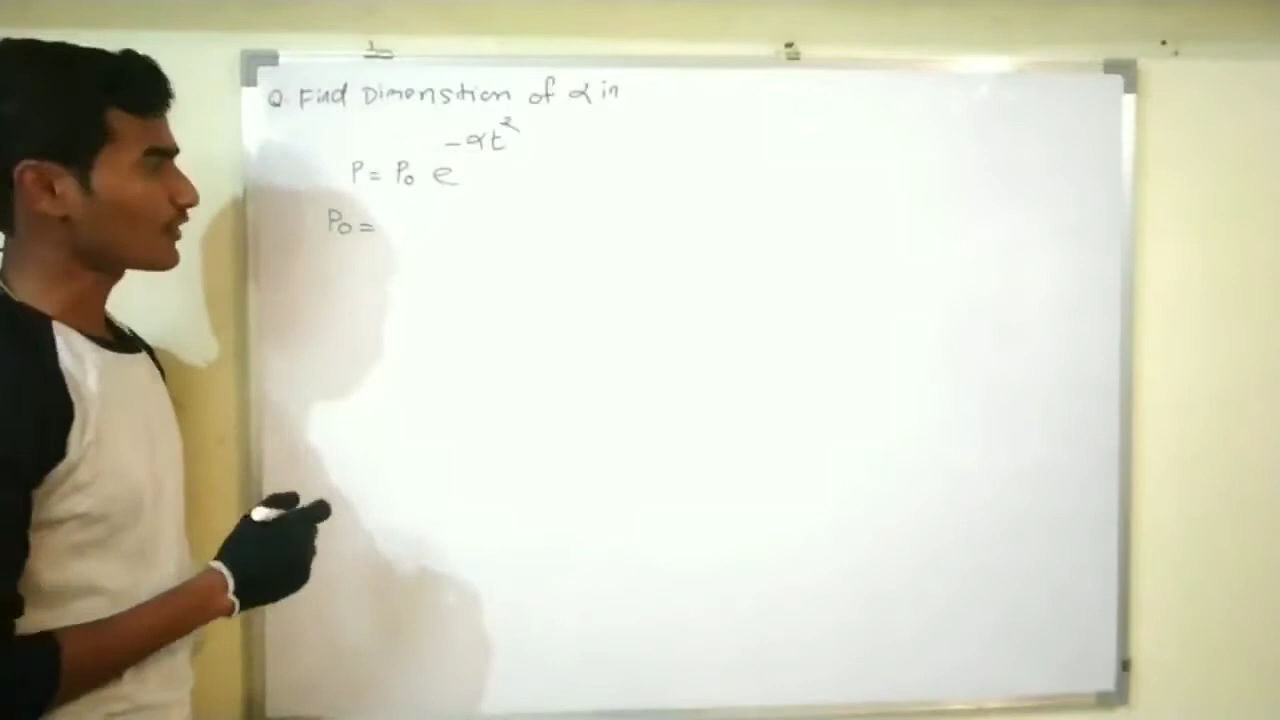 Q. Find Dimenstion of α in
P = P₀ e^{-αt²}
P₀ =